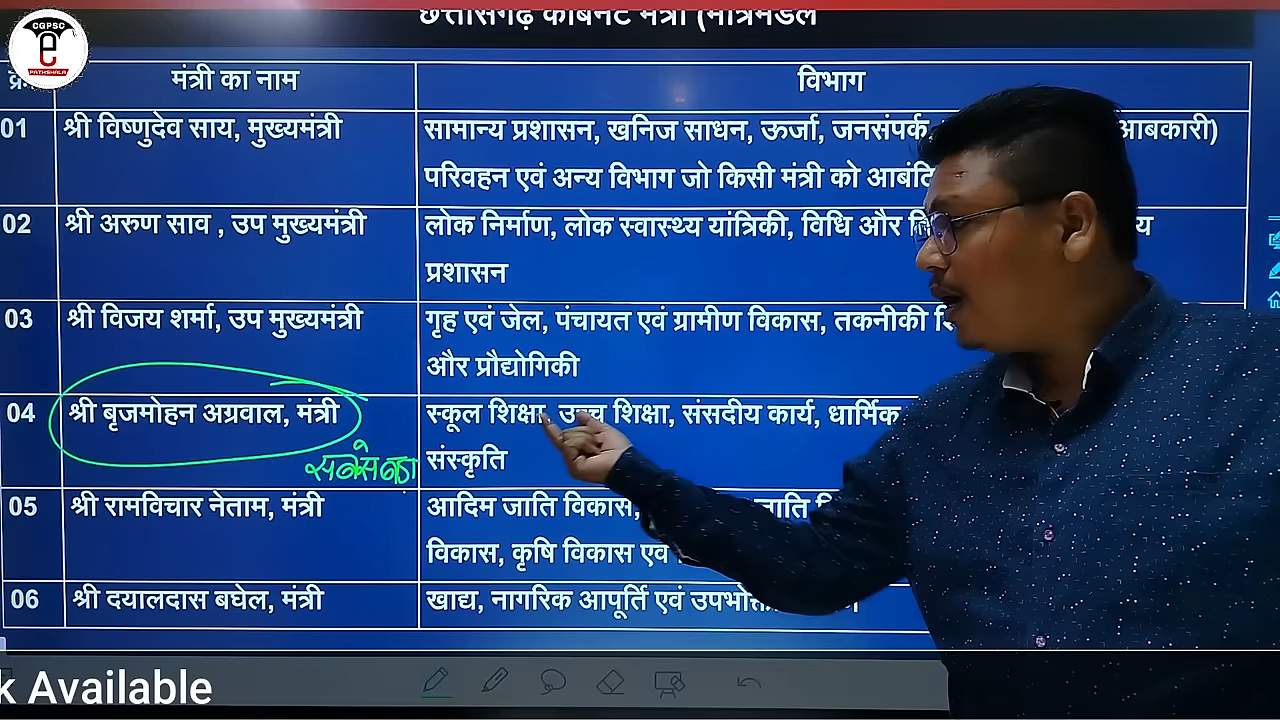 छत्तीसगढ़ केबिनेट मंत्री (मंत्रिमंडल
CGPSC
e
PATHSHALA
मंत्री का नाम
विभाग
01
श्री विष्णुदेव साय, मुख्यमंत्री
सामान्य प्रशासन, खनिज साधन, ऊर्जा, जनसंपर्क, आबकारी)
परिवहन एवं अन्य विभाग जो किसी मंत्री को
02
श्री अरुण साव , उप मुख्यमंत्री
लोक निर्माण, लोक स्वास्थ्य यांत्रिकी, विधि और
प्रशासन
03
श्री विजय शर्मा, उप मुख्यमंत्री
गृह एवं जेल, पंचायत एवं ग्रामीण विकास, तकनीकी
और प्रौद्योगिकी
04
श्री बृजमोहन अग्रवाल, मंत्री
स्कूल शिक्षा, उच्च शिक्षा, संसदीय कार्य, धार्मिक
सबसे बड़ा
संस्कृति
05
श्री रामविचार नेताम, मंत्री
आदिम जाति विकास,
विकास, कृषि विकास एवं
06
श्री दयालदास बघेल, मंत्री
खाद्य, नागरिक आपूर्ति एवं
Available